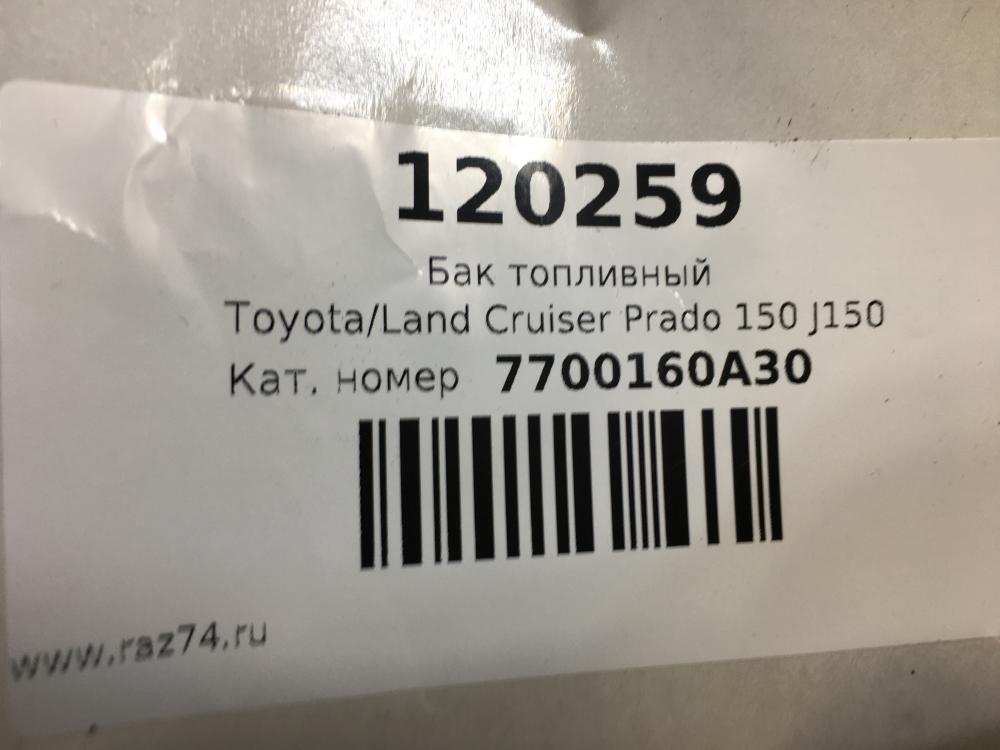 120259
Бак топливный
Toyota/Land Cruiser Prado 150 J150
Кат. номер 7700160A30
www.raz74.ru